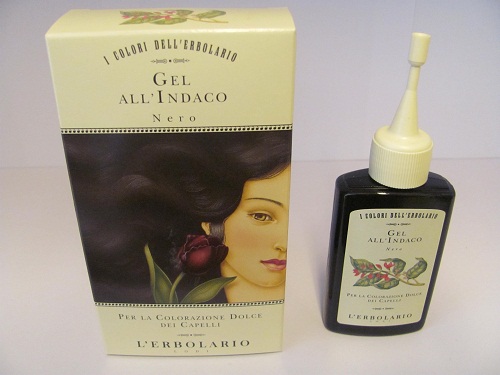 I COLORI DELL'ERBOLARIO
GEL
ALL'INDACO
Nero
PER LA COLORAZIONE DOLCE
DEI CAPELLI
L'ERBOLARIO
LODI
I COLORI DELL'ERBOLARIO
GEL
ALL'INDACO
Nero
PER LA COLORAZIONE DOLCE
DEI CAPELLI
L'ERBOLARIO